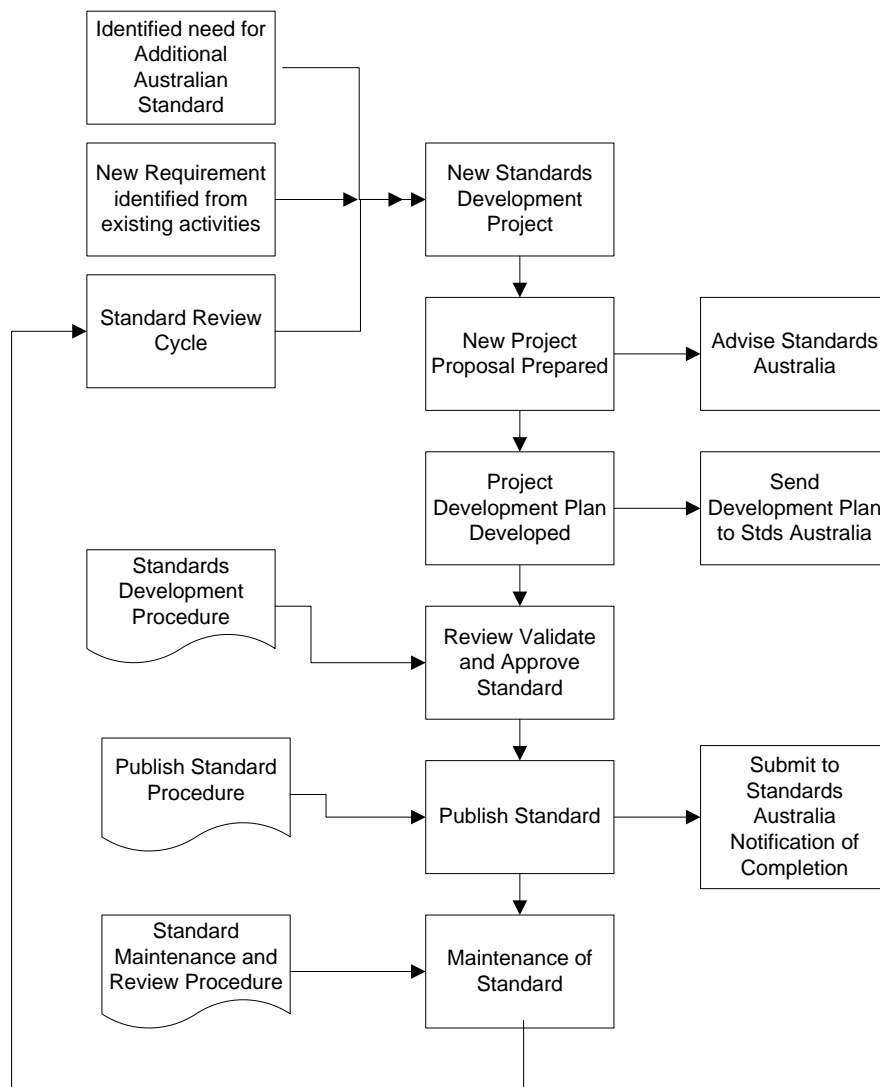 Identified need for
Additional
Australian
Standard
New Requirement
identified from
existing activities
New Standards
Development
Project
Standard Review
Cycle
New Project
Proposal Prepared
Advise Standards
Australia
Project
Development Plan
Developed
Send
Development Plan
to Stds Australia
Standards
Development
Procedure
Review Validate
and Approve
Standard
Publish Standard
Procedure
Publish Standard
Submit to
Standards
Australia
Notification of
Completion
Standard
Maintenance and
Review Procedure
Maintenance of
Standard